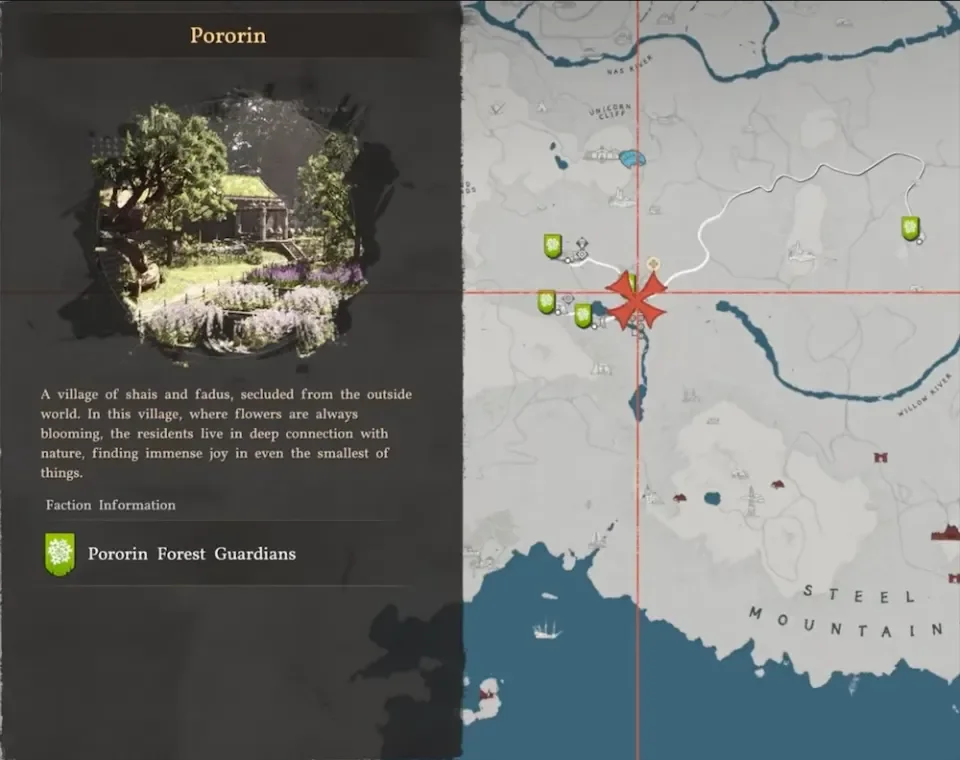 Pororin
A village of shais and fadus, secluded from the outside
world. In this village, where flowers are always
blooming, the residents live in deep connection with
nature, finding immense joy in even the smallest of
things.
Faction Information
Pororin Forest Guardians
NAS RIVER
UNICORN
CLIFF
WILLOW RIVER
STEEL
MOUNTAIN